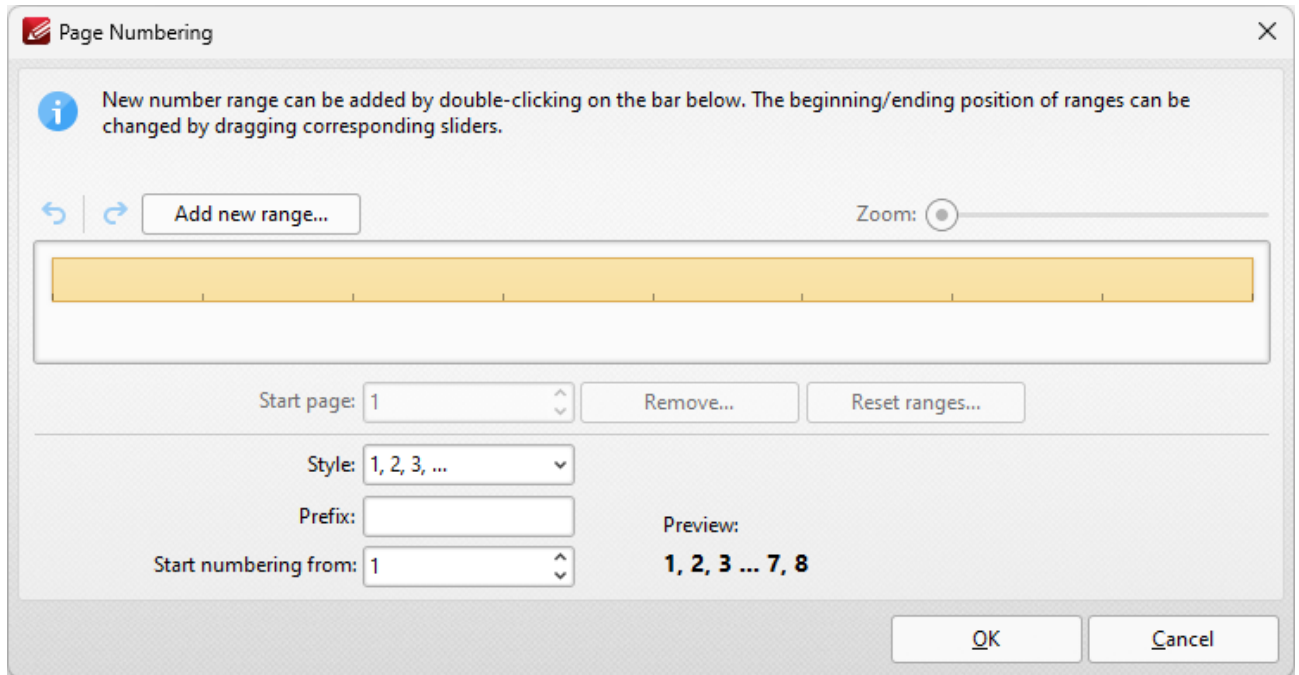 Page Numbering
New number range can be added by double-clicking on the bar below. The beginning/ending position of ranges can be
changed by dragging corresponding sliders.
Add new range...
Zoom:
Start page: 1
Remove...
Reset ranges...
Style: 1, 2, 3, ...
Prefix:
Preview:
Start numbering from: 1
1, 2, 3 ... 7, 8
OK
Cancel